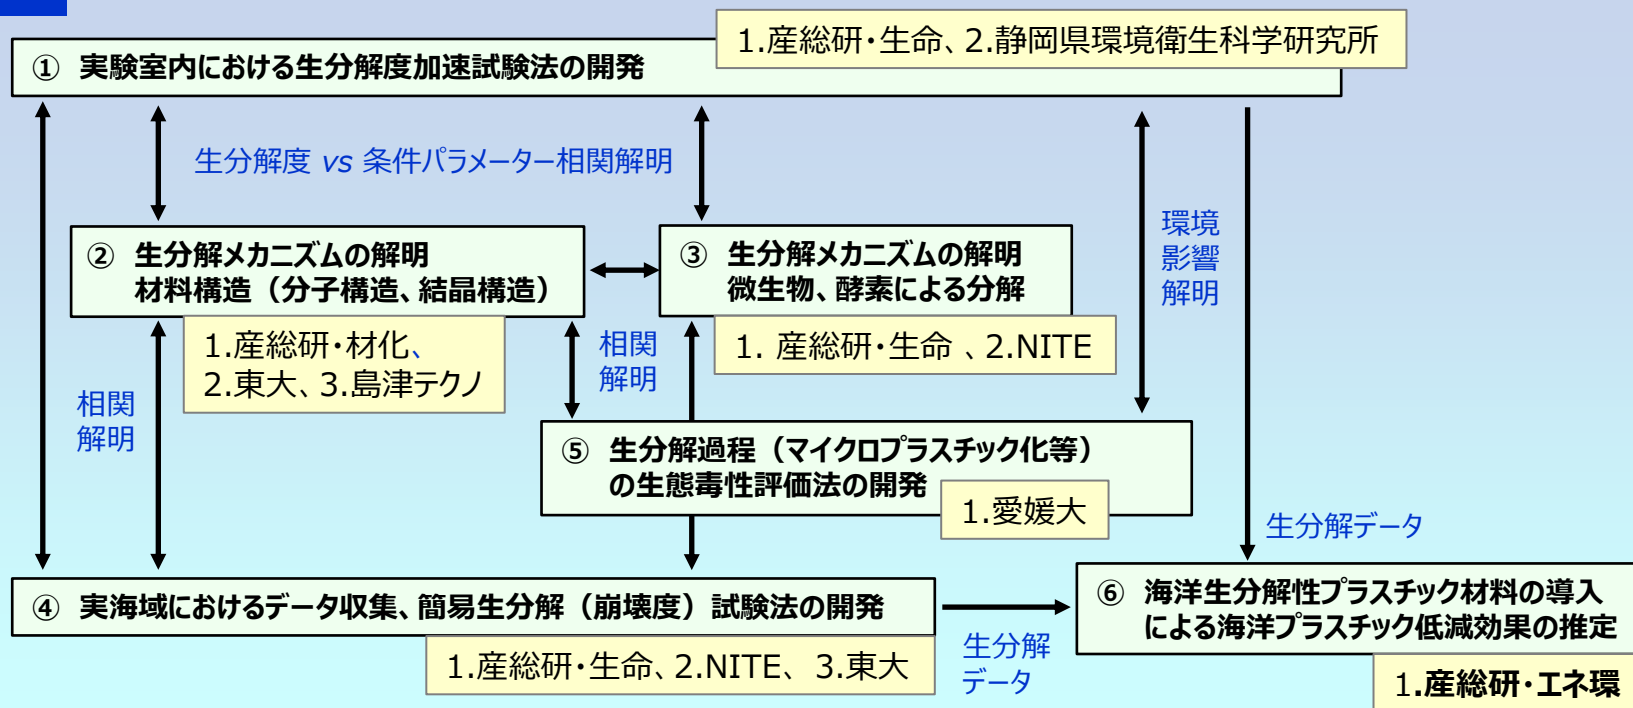 1.産総研・生命、2.静岡県環境衛生科学研究所
① 実験室内における生分解度加速試験法の開発
生分解度 vs 条件パラメーター相関解明
環境
影響
解明
② 生分解メカニズムの解明
材料構造（分子構造、結晶構造）
③ 生分解メカニズムの解明
微生物、酵素による分解
1.産総研・材化、
2.東大、3.島津テクノ
相関
解明
1. 産総研・生命 、2.NITE
相関
解明
⑤ 生分解過程（マイクロプラスチック化等）
の生態毒性評価法の開発
1.愛媛大
生分解データ
④ 実海域におけるデータ収集、簡易生分解（崩壊度）試験法の開発
1.産総研・生命、2.NITE、3.東大
生分解
データ
⑥ 海洋生分解性プラスチック材料の導入
による海洋プラスチック低減効果の推定
1.産総研・エネ環